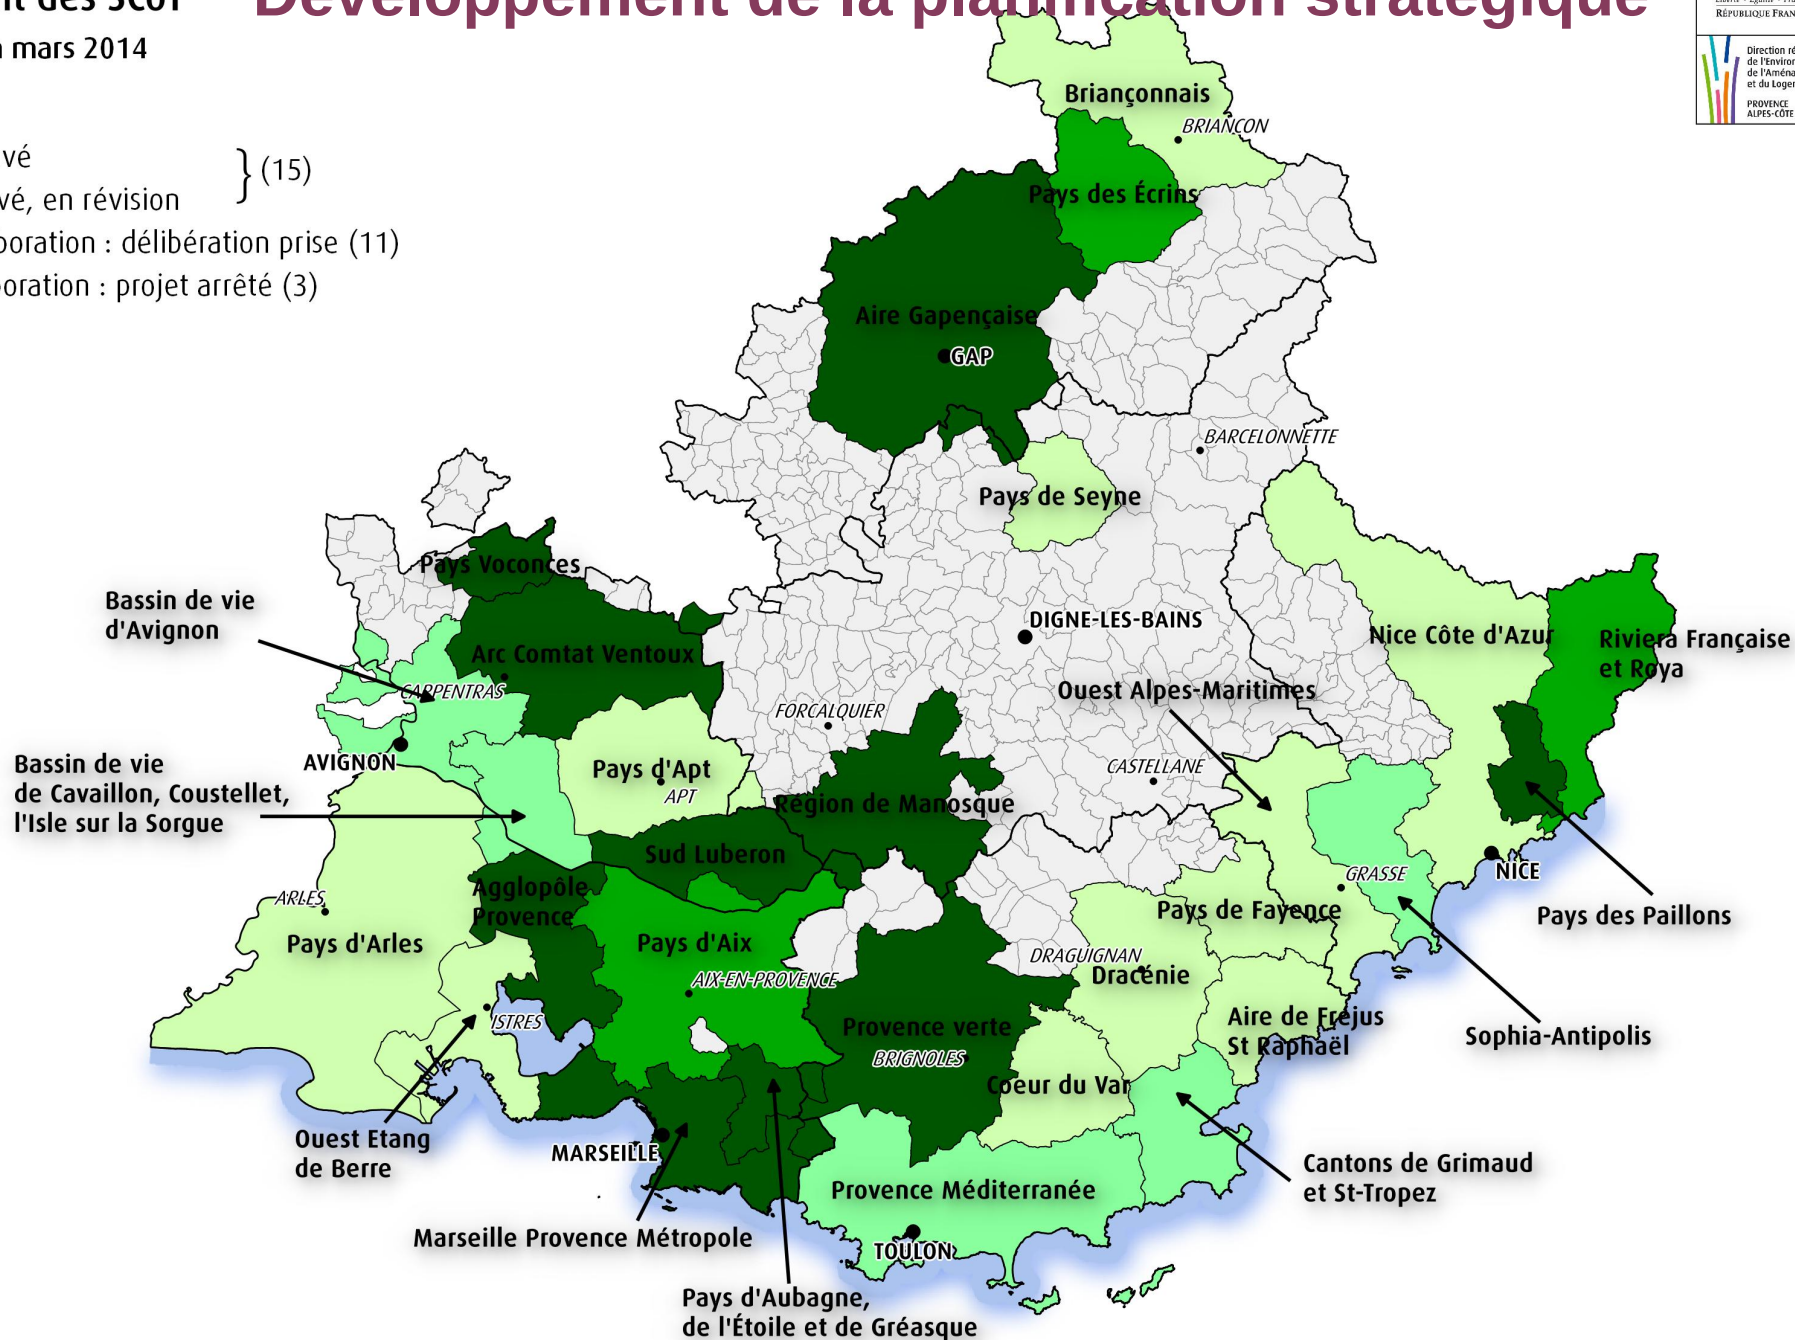 Développement de la planification stratégique
des SCoT
mars 2014
RÉPUBLIQUE FRAN
Direction ré
de l'Environ
de l'Aména
et du Loger
PROVENCE
ALPES-CÔTE
vé
vé, en révision
(15)
boration : délibération prise (11)
boration : projet arrêté (3)
Briançonnais
BRIANCON
Pays des Écrins
Aire Gapençaise
GAP
BARCELONNETTE
Pays de Seyne
Pays Voconces
Bassin de vie
d'Avignon
DIGNE-LES-BAINS
Nice Côte d'Azur
Riviera Française
et Roya
Arc Comtat Ventoux
CARPENTRAS
Ouest Alpes-Maritimes
FORCALQUIER
AVIGNON
Bassin de vie
de Cavaillon, Coustellet,
l'Isle sur la Sorgue
Pays d'Apt
APT
CASTELLANE
Région de Manosque
Sud Luberon
NICE
GRASSE
Agglopôle
Provence
ARLES
Pays d'Arles
Pays d'Aix
AIX-EN-PROVENCE
Pays de Fayence
Pays des Paillons
DRAGUIGNAN
Dracénie
ISTRES
Provence verte
BRIGNOLES
Aire de Fréjus
St Raphaël
Sophia-Antipolis
Coeur du Var
Ouest Etang
de Berre
MARSEILLE
Cantons de Grimaud
et St-Tropez
Provence Méditerranée
Marseille Provence Métropole
TOULON
Pays d'Aubagne,
de l'Étoile et de Gréasque